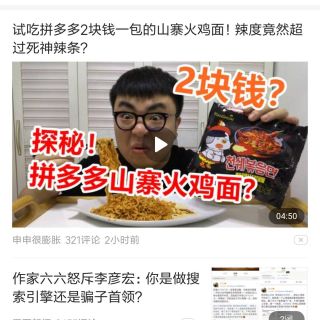 试吃拼多多2块钱一包的山寨火鸡面！辣度竟然超
过死神辣条？
2块钱？
探秘！
拼多多山寨火鸡面？
04:50
申申很膨胀 321评论 2小时前
作家六六怒斥李彦宏：你是做搜
索引擎还是骗子首领？